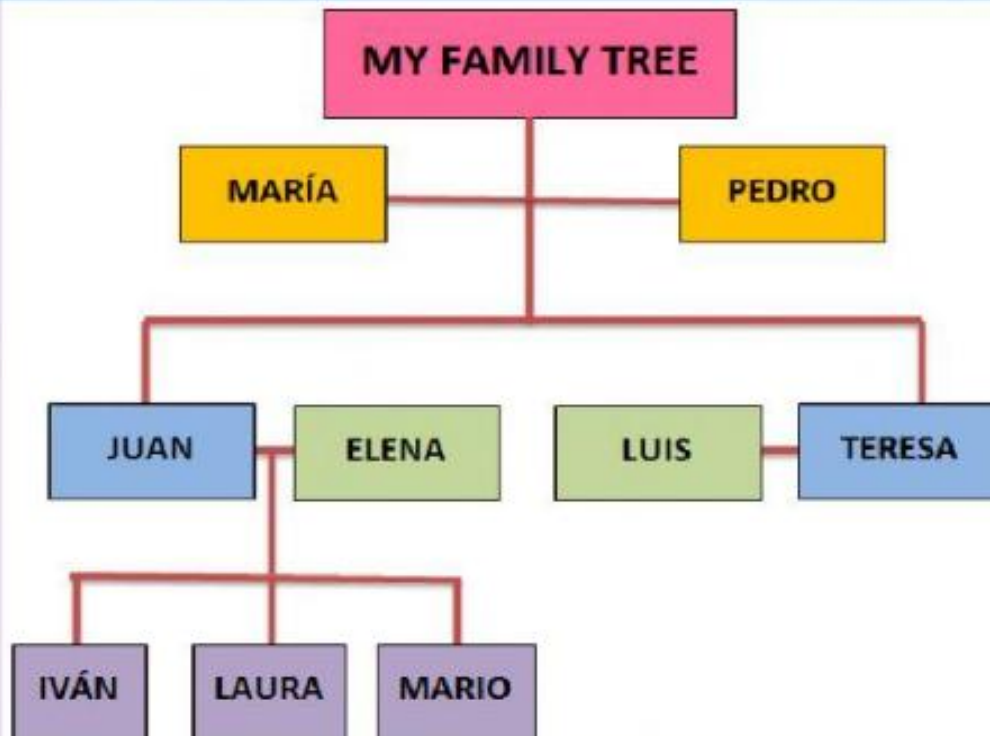 MY FAMILY TREE
MARÍA
PEDRO
JUAN
ELENA
LUIS
TERESA
IVÁN
LAURA
MARIO